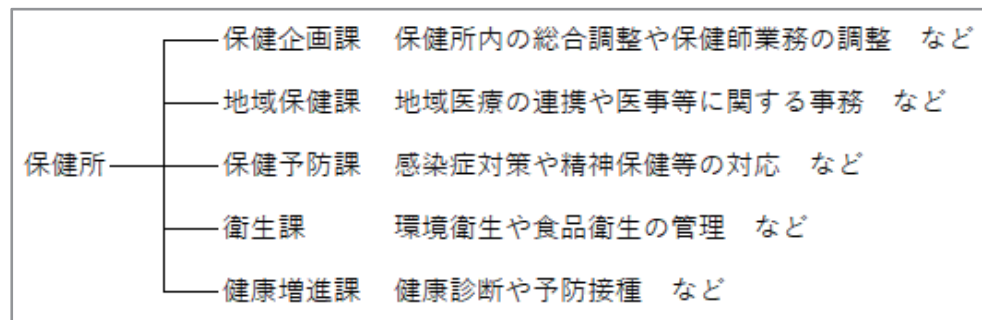 保健企画課 保健所内の総合調整や保健師業務の調整 など
地域保健課 地域医療の連携や医事等に関する事務 など
保健所 保健予防課 感染症対策や精神保健等の対応 など
衛生課 環境衛生や食品衛生の管理 など
健康増進課 健康診断や予防接種 など